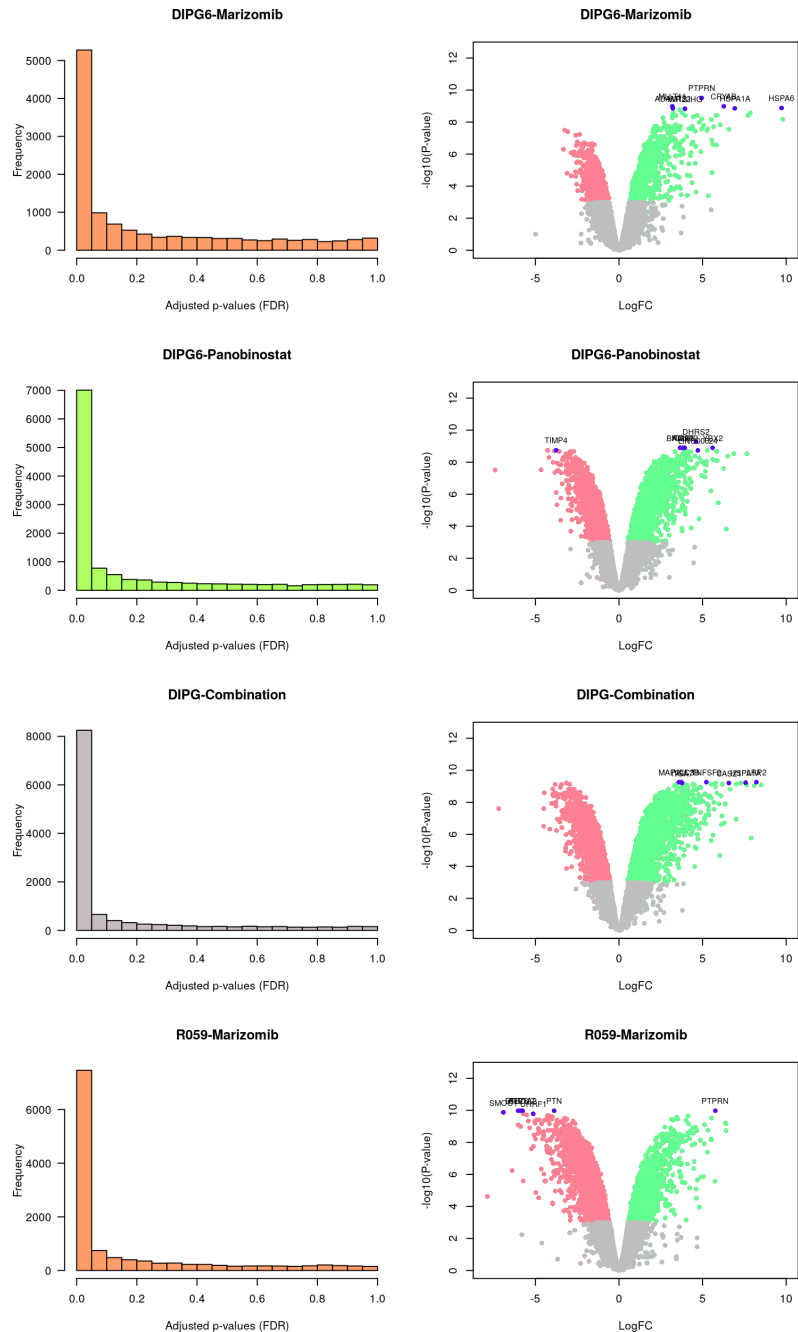 DIPG6-Marizomib
Frequency
5000
4000
3000
2000
1000
0
0.0 0.2 0.4 0.6 0.8 1.0
Adjusted p-values (FDR)
DIPG6-Marizomib
-log10(P-value)
12
10
8
6
4
2
0
PTPRN
HSPA1A
HSPA6
-5 0 5 10
LogFC
DIPG6-Panobinostat
Frequency
7000
6000
5000
4000
3000
2000
1000
0
0.0 0.2 0.4 0.6 0.8 1.0
Adjusted p-values (FDR)
DIPG6-Panobinostat
-log10(P-value)
12
10
8
6
4
2
0
TIMP4
DHRS2
-5 0 5 10
LogFC
DIPG-Combination
Frequency
8000
6000
4000
2000
0
0.0 0.2 0.4 0.6 0.8 1.0
Adjusted p-values (FDR)
DIPG-Combination
-log10(P-value)
12
10
8
6
4
2
0
-5 0 5 10
LogFC
R059-Marizomib
Frequency
6000
4000
2000
0
0.0 0.2 0.4 0.6 0.8 1.0
Adjusted p-values (FDR)
R059-Marizomib
-log10(P-value)
12
10
8
6
4
2
0
PTN
PTPRN
-5 0 5 10
LogFC